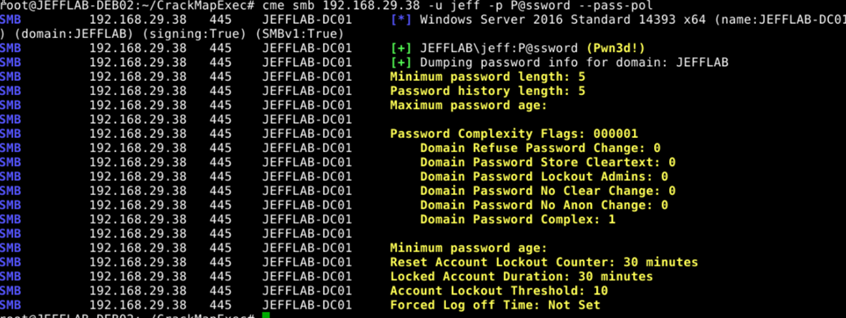 root@JEFFLAB-DEB02:~/CrackMapExec# cme smb 192.168.29.38 -u jeff -p P@ssword --pass-pol
SMB 192.168.29.38 445 JEFFLAB-DC01 [*] Windows Server 2016 Standard 14393 x64 (name:JEFFLAB-DC01
) (domain:JEFFLAB) (signing:True) (SMBv1:True)
SMB 192.168.29.38 445 JEFFLAB-DC01 [+] JEFFLAB\jeff:P@ssword (Pwn3d!)
SMB 192.168.29.38 445 JEFFLAB-DC01 [+] Dumping password info for domain: JEFFLAB
SMB 192.168.29.38 445 JEFFLAB-DC01 Minimum password length: 5
SMB 192.168.29.38 445 JEFFLAB-DC01 Password history length: 5
SMB 192.168.29.38 445 JEFFLAB-DC01 Maximum password age:
SMB 192.168.29.38 445 JEFFLAB-DC01
SMB 192.168.29.38 445 JEFFLAB-DC01 Password Complexity Flags: 000001
SMB 192.168.29.38 445 JEFFLAB-DC01 Domain Refuse Password Change: 0
SMB 192.168.29.38 445 JEFFLAB-DC01 Domain Password Store Cleartext: 0
SMB 192.168.29.38 445 JEFFLAB-DC01 Domain Password Lockout Admins: 0
SMB 192.168.29.38 445 JEFFLAB-DC01 Domain Password No Clear Change: 0
SMB 192.168.29.38 445 JEFFLAB-DC01 Domain Password No Anon Change: 0
SMB 192.168.29.38 445 JEFFLAB-DC01 Domain Password Complex: 1
SMB 192.168.29.38 445 JEFFLAB-DC01
SMB 192.168.29.38 445 JEFFLAB-DC01 Minimum password age:
SMB 192.168.29.38 445 JEFFLAB-DC01 Reset Account Lockout Counter: 30 minutes
SMB 192.168.29.38 445 JEFFLAB-DC01 Locked Account Duration: 30 minutes
SMB 192.168.29.38 445 JEFFLAB-DC01 Account Lockout Threshold: 10
SMB 192.168.29.38 445 JEFFLAB-DC01 Forced Log off Time: Not Set
root@JEFFLAB-DEB02:~/CrackMapExec#